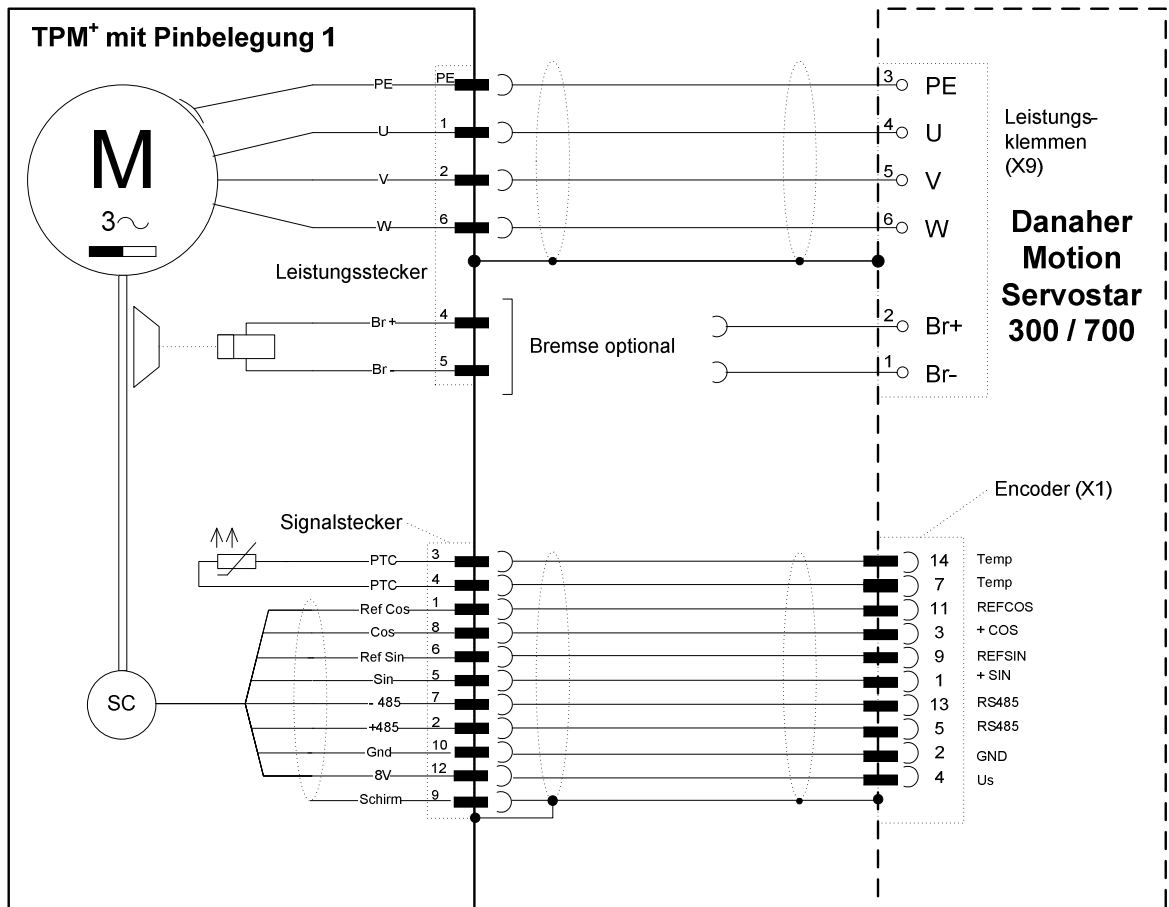 TPM+ mit Pinbelegung 1
M
3
PE PE 3 PE
U 1 4 U
V 2 5 V
W 6 6 W
Leistungs-
klemmen
(X9)
Danaher
Motion
Servostar
300 / 700
Leistungsstecker
Br+ 4 2 Br+
Bremse optional
Br- 5 1 Br-
Encoder (X1)
Signalstecker
PTC 3 14 Temp
PTC 4 7 Temp
Ref Cos 1 11 REFCOS
Cos 8 3 + COS
Ref Sin 6 9 REFSIN
Sin 5 1 + SIN
SC
- 485 7 13 RS485
+485 2 5 RS485
Gnd 10 2 GND
8V 12 4 Us
Schirm 9